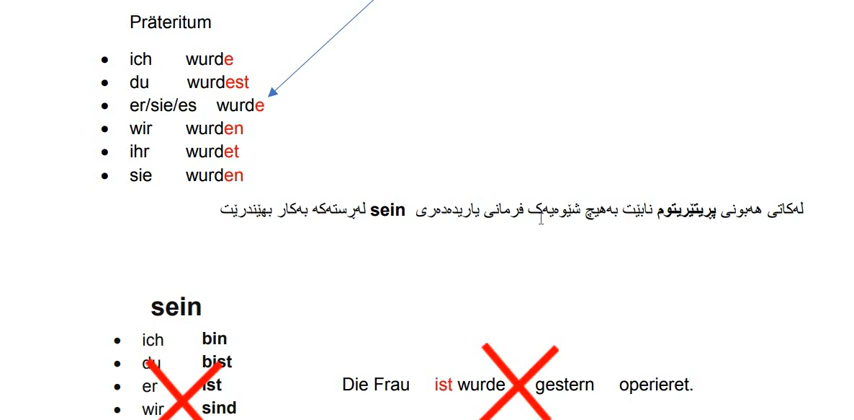 Präteritum
• ich wurde
• du wurdest
• er/sie/es wurde
• wir wurden
• ihr wurdet
• sie wurden
لەکاتی هەبونی پریتێریتوم نابێت بەهیچ شێوەیەک فرمانی یاریدەدەری sein لەڕستەکە بەکار بهێندرێت
sein
• ich bin
• du bist
• er ist
• wir sind
Die Frau ist wurde gestern operieret.